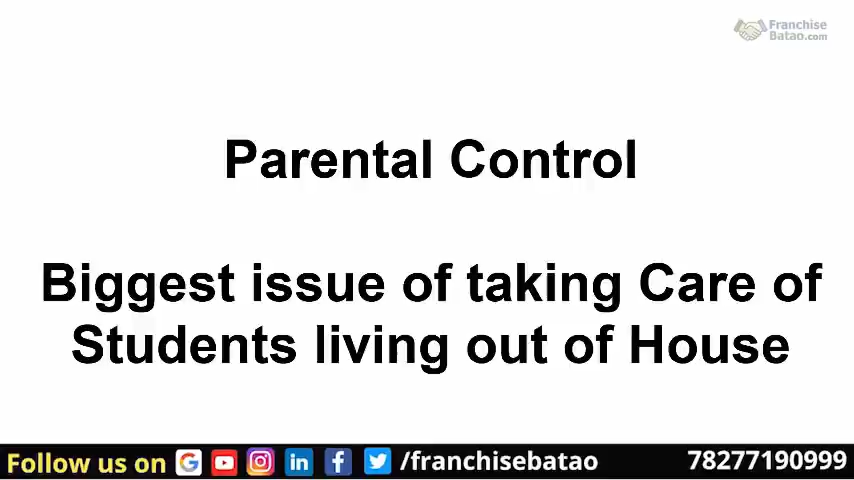 Franchise
Batao.com
Parental Control
Biggest issue of taking Care of
Students living out of House
Follow us on /franchisebatao 78277190999